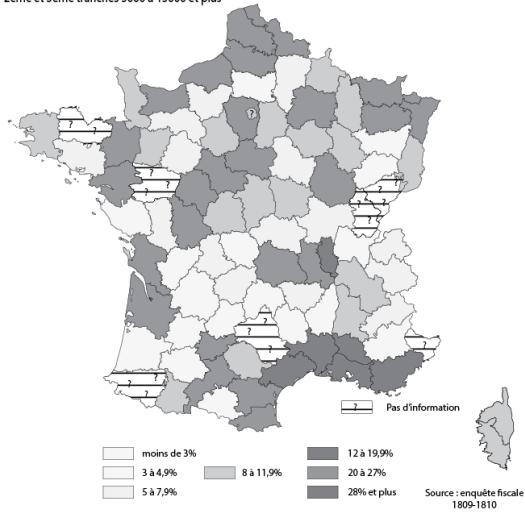 2ème et 3ème tranches 5000 à 15000 et plus
?
? ?
?
?
? ?
?
?
? ?
?
?
?
?
?
?
?
?
?
? Pas d'information
moins de 3%
12 à 19,9%
3 à 4,9%
8 à 11,9%
20 à 27%
5 à 7,9%
28% et plus
Source : enquête fiscale
1809-1810